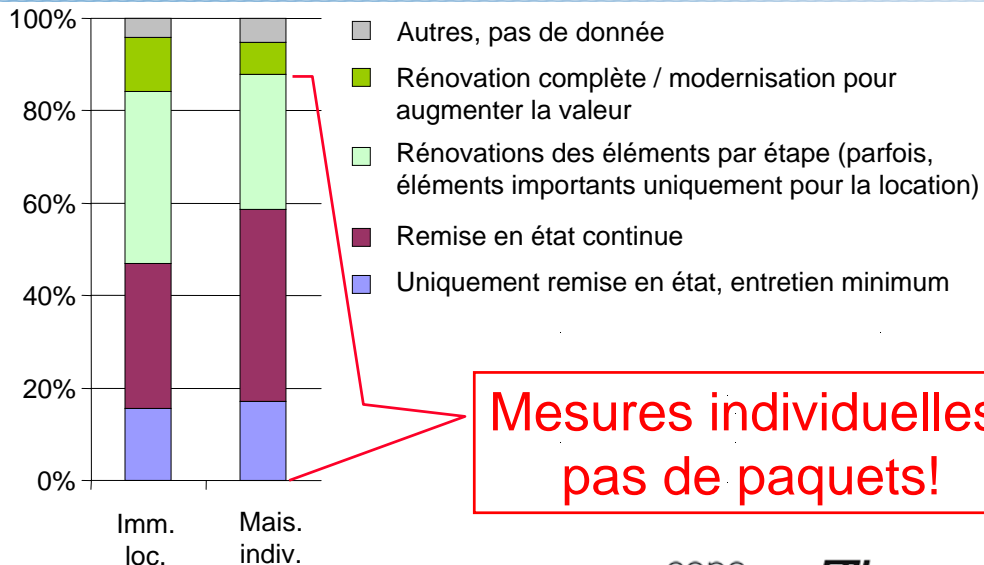 100%
80%
60%
40%
20%
0%
Imm.
loc.
Mais.
indiv.
Autres, pas de donnée
Rénovation complète / modernisation pour
augmenter la valeur
Rénovations des éléments par étape (parfois,
éléments importants uniquement pour la location)
Remise en état continue
Uniquement remise en état, entretien minimum
Mesures individuelles
pas de paquets!